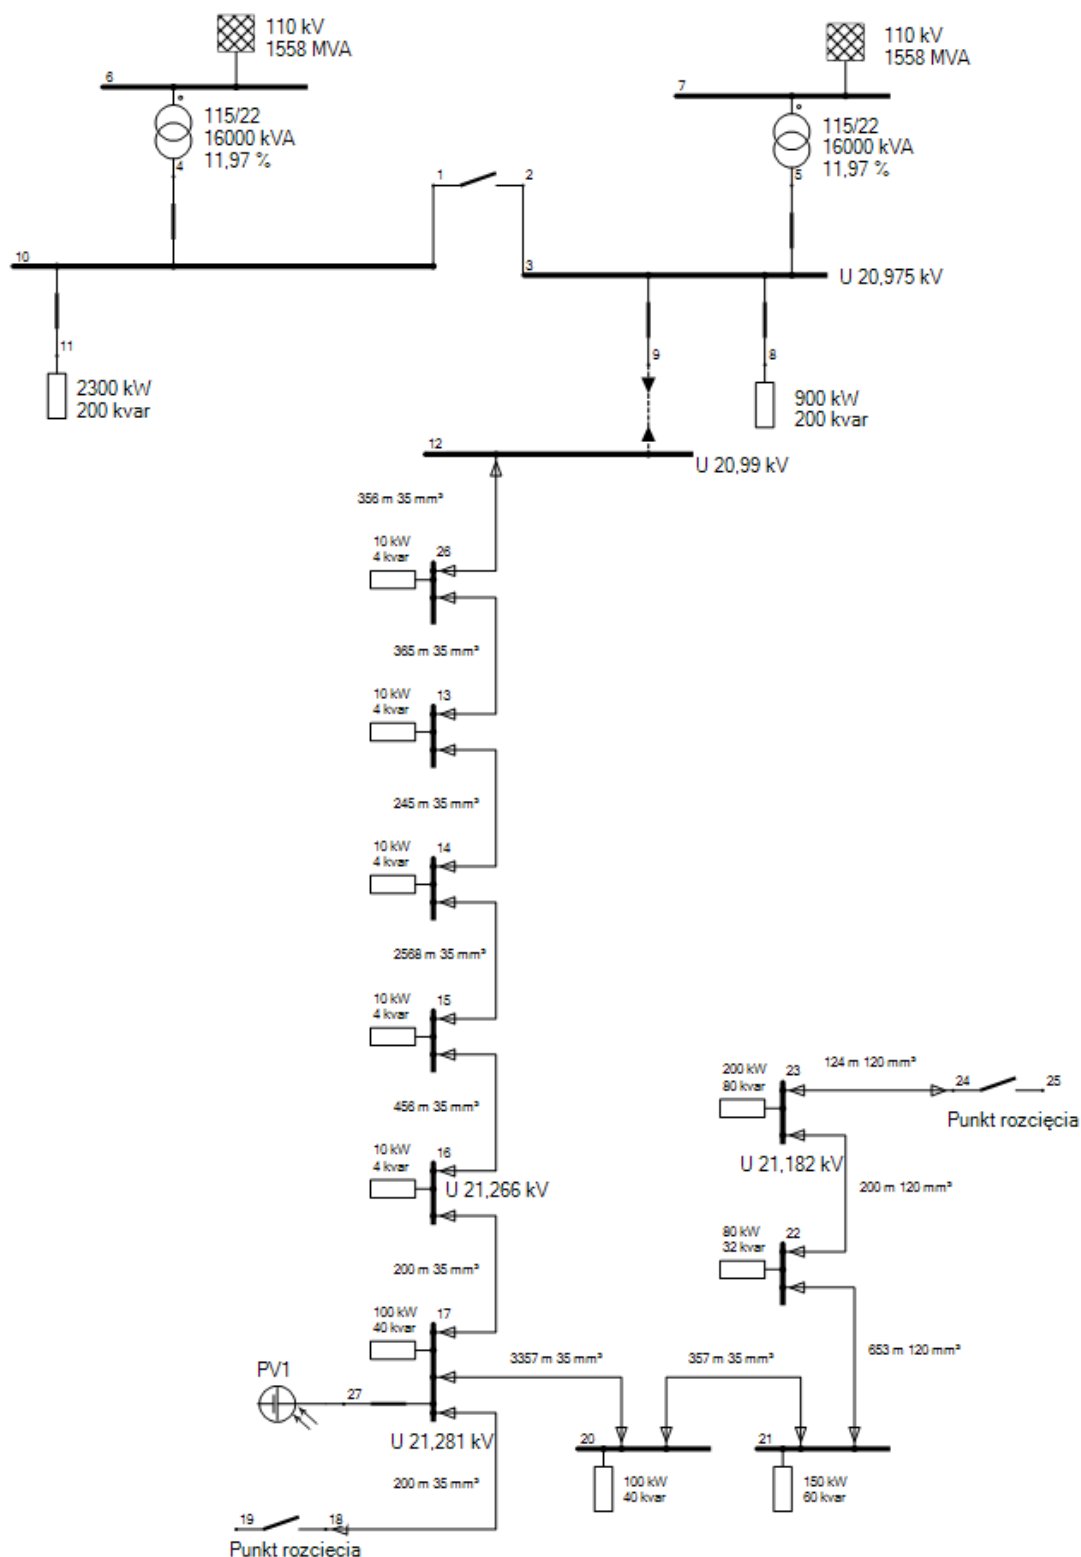 110 kV
1558 MVA
6
115/22
16000 kVA
11,97 %
4
110 kV
1558 MVA
7
115/22
16000 kVA
11,97 %
5
1
2
10
3
U 20,975 kV
11
2300 kW
200 kvar
9
8
900 kW
200 kvar
12
U 20,99 kV
356 m 35 mm²
10 kW
4 kvar
26
365 m 35 mm²
10 kW
4 kvar
13
245 m 35 mm²
10 kW
4 kvar
14
2568 m 35 mm²
10 kW
4 kvar
15
456 m 35 mm²
10 kW
4 kvar
16
U 21,266 kV
200 m 35 mm²
100 kW
40 kvar
17
PV1
27
U 21,281 kV
200 m 35 mm²
19
18
Punkt rozcięcia
3357 m 35 mm²
357 m 35 mm²
20
100 kW
40 kvar
21
150 kW
60 kvar
653 m 120 mm²
80 kW
32 kvar
22
200 m 120 mm²
200 kW
80 kvar
23
U 21,182 kV
124 m 120 mm²
24
25
Punkt rozcięcia